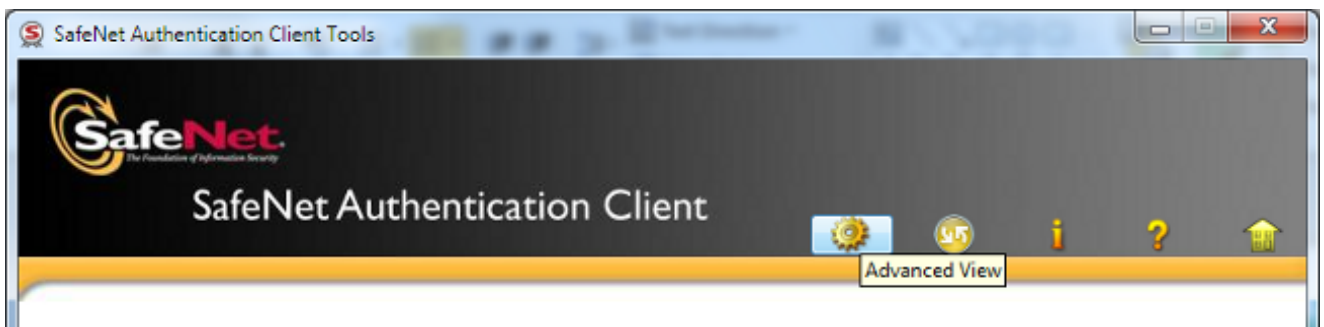 SafeNet Authentication Client Tools
SafeNet.
The Foundation of Information Security
SafeNet Authentication Client
Advanced View